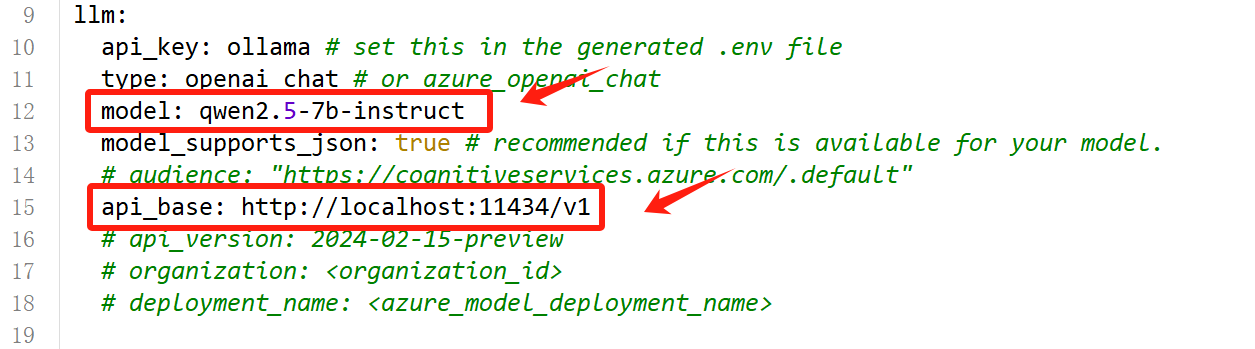 9 llm:
10 api_key: ollama # set this in the generated .env file
11 type: openai_chat # or azure_openai_chat
12 model: qwen2.5-7b-instruct
13 model_supports_json: true # recommended if this is available for your model.
14 # audience: "https://cognitiveservices.azure.com/.default"
15 api_base: http://localhost:11434/v1
16 # api_version: 2024-02-15-preview
17 # organization: <organization_id>
18 # deployment_name: <azure_model_deployment_name>
19